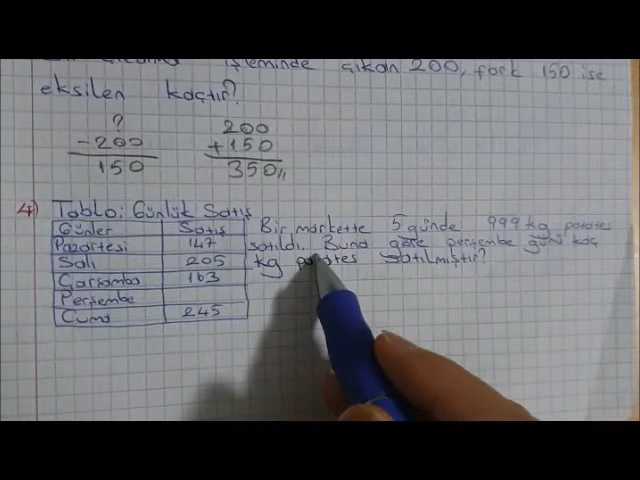 işleminde çıkan 200, fark 150 ise
eksilen kaçtır?
?
-200
150
200
+150
350//
4) Tablo: Günlük Satış
Günler Satış
Pazartesi 147
Salı 205
Çarşamba 163
Perşembe
Cuma 245
Bir markette 5 günde 999 kg patates
satıldı. Buna göre perşembe günü kaç
kg patates satılmıştır?